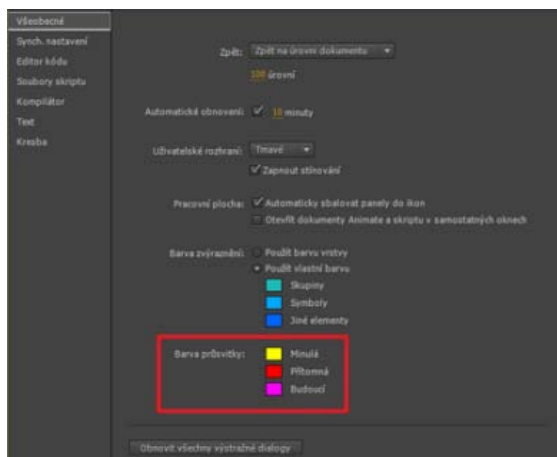 Všeobecné
Synch. nastavení
Editor kódu
Soubory skriptu
Kompilátor
Text
Kresba
Zpět: Zpět na úrovni dokumentu
100 úrovní
Automatické obnovení: 10 minuty
Uživatelské rozhraní: Tmavé
Zapnout stínování
Pracovní plocha: Automaticky sbalovat panely do ikon
Otevřít dokumenty Animate a skriptu v samostatných oknech
Barva zvýraznění: Použít barvu vrstvy
Použít vlastní barvu
Skupiny
Symboly
Jiné elementy
Barva průsvitky: Minulá
Přítomná
Budoucí
Obnovit všechny výstražné dialogy